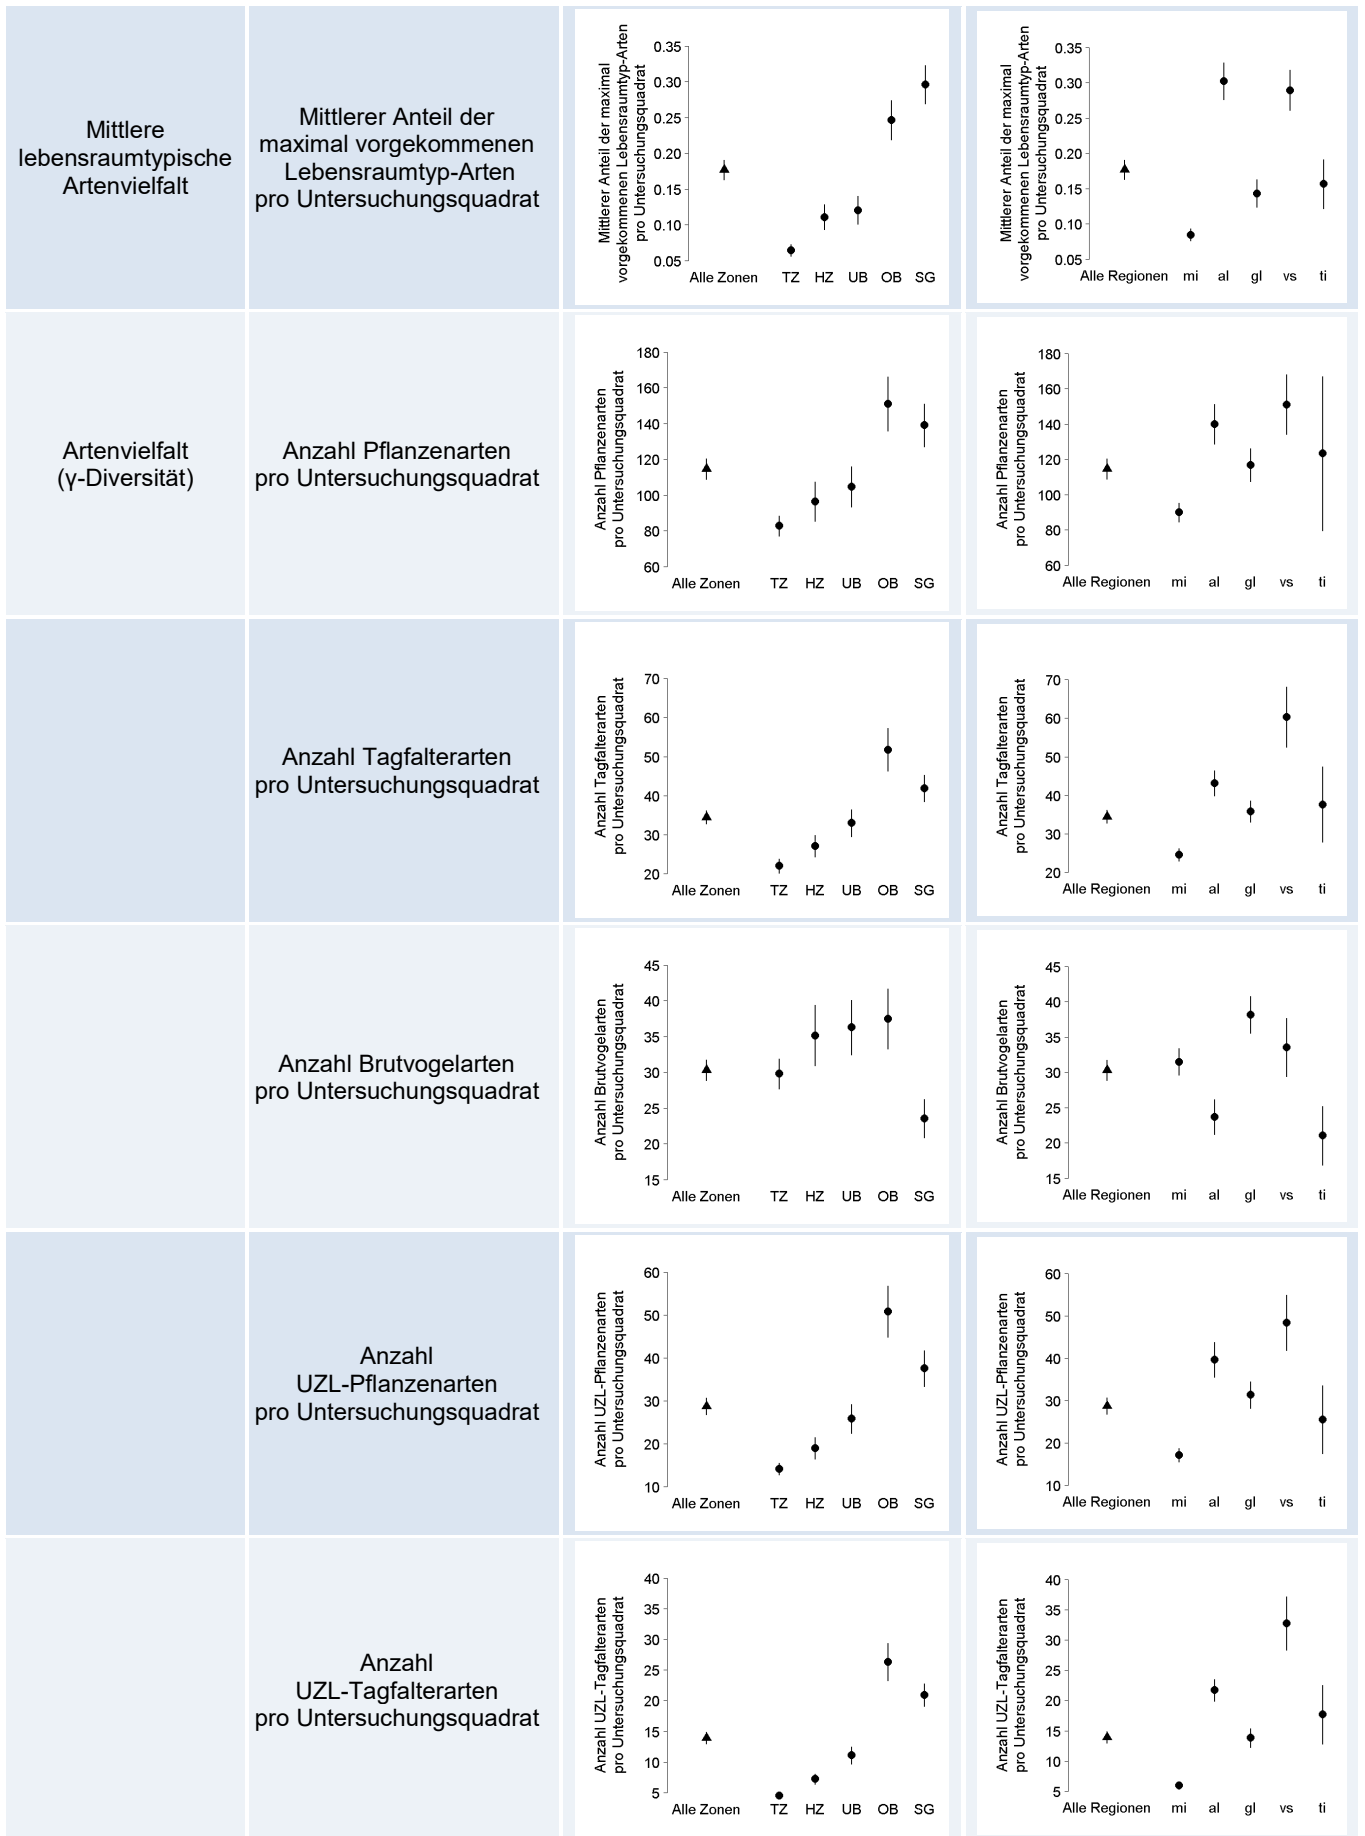 Mittlere
lebensraumtypische
Artenvielfalt
Mittlerer Anteil der
maximal vorgekommenen
Lebensraumtyp-Arten
pro Untersuchungsquadrat
Mittlerer Anteil der maximal
vorgekommenen Lebensraumtyp-Arten
pro Untersuchungsquadrat
0.35
0.30
0.25
0.20
0.15
0.10
0.05
Alle Zonen TZ HZ UB OB SG
Mittlerer Anteil der maximal
vorgekommenen Lebensraumtyp-Arten
pro Untersuchungsquadrat
0.35
0.30
0.25
0.20
0.15
0.10
0.05
Alle Regionen mi al gl vs ti
Artenvielfalt
(γ-Diversität)
Anzahl Pflanzenarten
pro Untersuchungsquadrat
Anzahl Pflanzenarten
pro Untersuchungsquadrat
180
160
140
120
100
80
60
Alle Zonen TZ HZ UB OB SG
Anzahl Pflanzenarten
pro Untersuchungsquadrat
180
160
140
120
100
80
60
Alle Regionen mi al gl vs ti
Anzahl Tagfalterarten
pro Untersuchungsquadrat
Anzahl Tagfalterarten
pro Untersuchungsquadrat
70
60
50
40
30
20
Alle Zonen TZ HZ UB OB SG
Anzahl Tagfalterarten
pro Untersuchungsquadrat
70
60
50
40
30
20
Alle Regionen mi al gl vs ti
Anzahl Brutvogelarten
pro Untersuchungsquadrat
Anzahl Brutvogelarten
pro Untersuchungsquadrat
45
40
35
30
25
20
15
Alle Zonen TZ HZ UB OB SG
Anzahl Brutvogelarten
pro Untersuchungsquadrat
45
40
35
30
25
20
15
Alle Regionen mi al gl vs ti
Anzahl
UZL-Pflanzenarten
pro Untersuchungsquadrat
Anzahl UZL-Pflanzenarten
pro Untersuchungsquadrat
60
50
40
30
20
10
Alle Zonen TZ HZ UB OB SG
Anzahl UZL-Pflanzenarten
pro Untersuchungsquadrat
60
50
40
30
20
10
Alle Regionen mi al gl vs ti
Anzahl
UZL-Tagfalterarten
pro Untersuchungsquadrat
Anzahl UZL-Tagfalterarten
pro Untersuchungsquadrat
40
35
30
25
20
15
10
5
Alle Zonen TZ HZ UB OB SG
Anzahl UZL-Tagfalterarten
pro Untersuchungsquadrat
40
35
30
25
20
15
10
5
Alle Regionen mi al gl vs ti